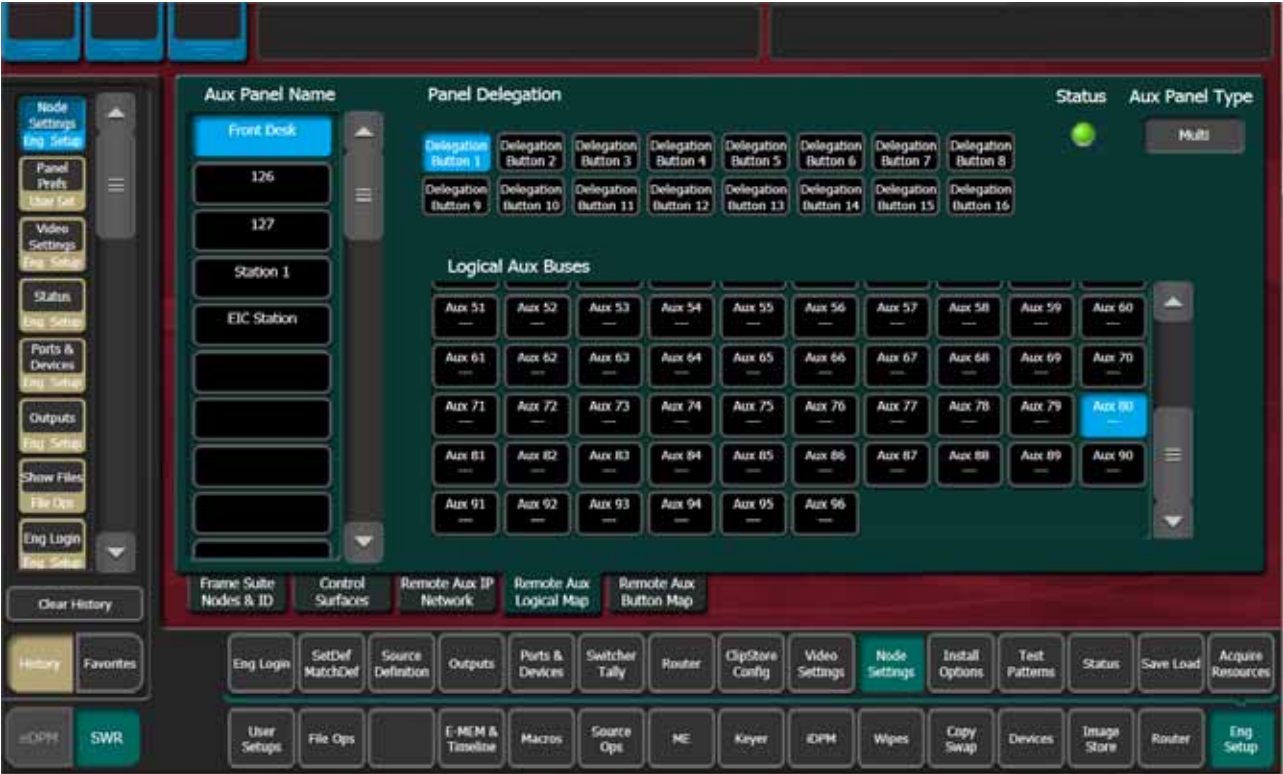 Node
Settings
Eng Setup
Panel
Prefs
User Set
Video
Settings
Eng Setup
Status
Eng Setup
Ports &
Devices
Eng Setup
Outputs
Eng Setup
Show Files
File Ops
Eng Login
Eng Setup
Clear History
History Favorites
eDPM SWR
Aux Panel Name
Front Desk
126
127
Station 1
EIC Station
Panel Delegation
Delegation Button 1
Delegation Button 2
Delegation Button 3
Delegation Button 4
Delegation Button 5
Delegation Button 6
Delegation Button 7
Delegation Button 8
Delegation Button 9
Delegation Button 10
Delegation Button 11
Delegation Button 12
Delegation Button 13
Delegation Button 14
Delegation Button 15
Delegation Button 16
Status
Aux Panel Type
Multi
Logical Aux Buses
Aux 51 Aux 52 Aux 53 Aux 54 Aux 55 Aux 56 Aux 57 Aux 58 Aux 59 Aux 60
--- --- --- --- --- --- --- --- --- ---
Aux 61 Aux 62 Aux 63 Aux 64 Aux 65 Aux 66 Aux 67 Aux 68 Aux 69 Aux 70
--- --- --- --- --- --- --- --- --- ---
Aux 71 Aux 72 Aux 73 Aux 74 Aux 75 Aux 76 Aux 77 Aux 78 Aux 79 Aux 80
--- --- --- --- --- --- --- --- --- ---
Aux 81 Aux 82 Aux 83 Aux 84 Aux 85 Aux 86 Aux 87 Aux 88 Aux 89 Aux 90
--- --- --- --- --- --- --- --- --- ---
Aux 91 Aux 92 Aux 93 Aux 94 Aux 95 Aux 96
--- --- --- --- --- ---
Frame Suite
Nodes & ID
Control
Surfaces
Remote Aux IP
Network
Remote Aux
Logical Map
Remote Aux
Button Map
Eng Login
SetDef
MatchDef
Source
Definition
Outputs
Ports &
Devices
Switcher
Tally
Router
ClipStore
Config
Video
Settings
Node
Settings
Install
Options
Test
Patterns
Status
Save Load
Acquire
Resources
User
Setups
File Ops
E-MEM &
Timeline
Macros
Source
Ops
ME
Keyer
iDPM
Wipes
Copy
Swap
Devices
Image
Store
Router
Eng
Setup